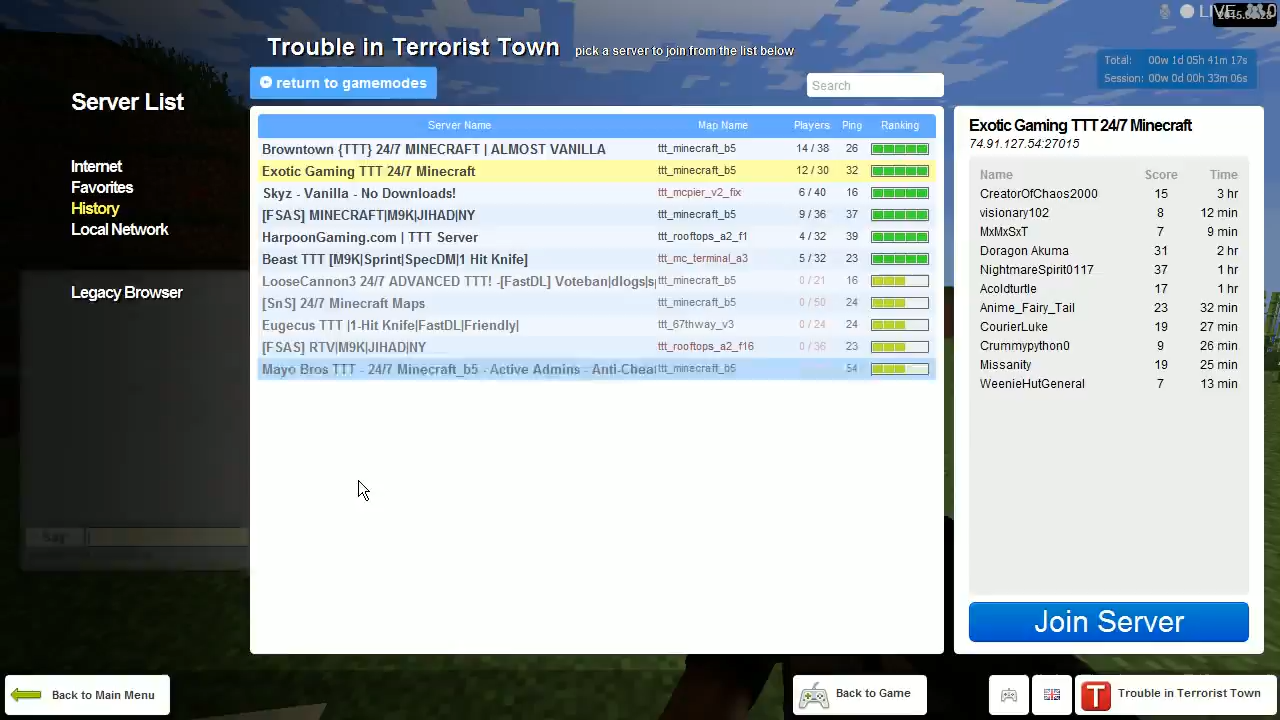 LIVE 0
2015.06.28
Trouble in Terrorist Town pick a server to join from the list below
Total: 00w 1d 05h 41m 17s
Session: 00w 0d 00h 33m 06s
return to gamemodes
Search
Server List
Internet
Favorites
History
Local Network
Legacy Browser
Say
Server Name Map Name Players Ping Ranking
Browntown {TTT} 24/7 MINECRAFT | ALMOST VANILLA ttt_minecraft_b5 14 / 38 26
Exotic Gaming TTT 24/7 Minecraft ttt_minecraft_b5 12 / 30 32
Skyz - Vanilla - No Downloads! ttt_mcpier_v2_fix 6 / 40 16
[FSAS] MINECRAFT|M9K|JIHAD|NY ttt_minecraft_b5 9 / 36 37
HarpoonGaming.com | TTT Server ttt_rooftops_a2_f1 4 / 32 39
Beast TTT [M9K|Sprint|SpecDM|1 Hit Knife] ttt_mc_terminal_a3 5 / 32 23
LooseCannon3 24/7 ADVANCED TTT! -[FastDL] Voteban|dlogs|s ttt_minecraft_b5 0 / 21 16
[SnS] 24/7 Minecraft Maps ttt_minecraft_b5 0 / 50 24
Eugecus TTT |1-Hit Knife|FastDL|Friendly| ttt_67thway_v3 0 / 24 24
[FSAS] RTV|M9K|JIHAD|NY ttt_rooftops_a2_f16 0 / 36 23
Mayo Bros TTT - 24/7 Minecraft_b5 - Active Admins - Anti-Chea ttt_minecraft_b5 54
Exotic Gaming TTT 24/7 Minecraft
74.91.127.54:27015
Name Score Time
CreatorOfChaos2000 15 3 hr
visionary102 8 12 min
MxMxSxT 7 9 min
Doragon Akuma 31 2 hr
NightmareSpirit0117 37 1 hr
Acoldturtle 17 1 hr
Anime_Fairy_Tail 23 32 min
CourierLuke 19 27 min
Crummypython0 9 26 min
Missanity 19 25 min
WeenieHutGeneral 7 13 min
Join Server
Back to Main Menu
Back to Game
T Trouble in Terrorist Town